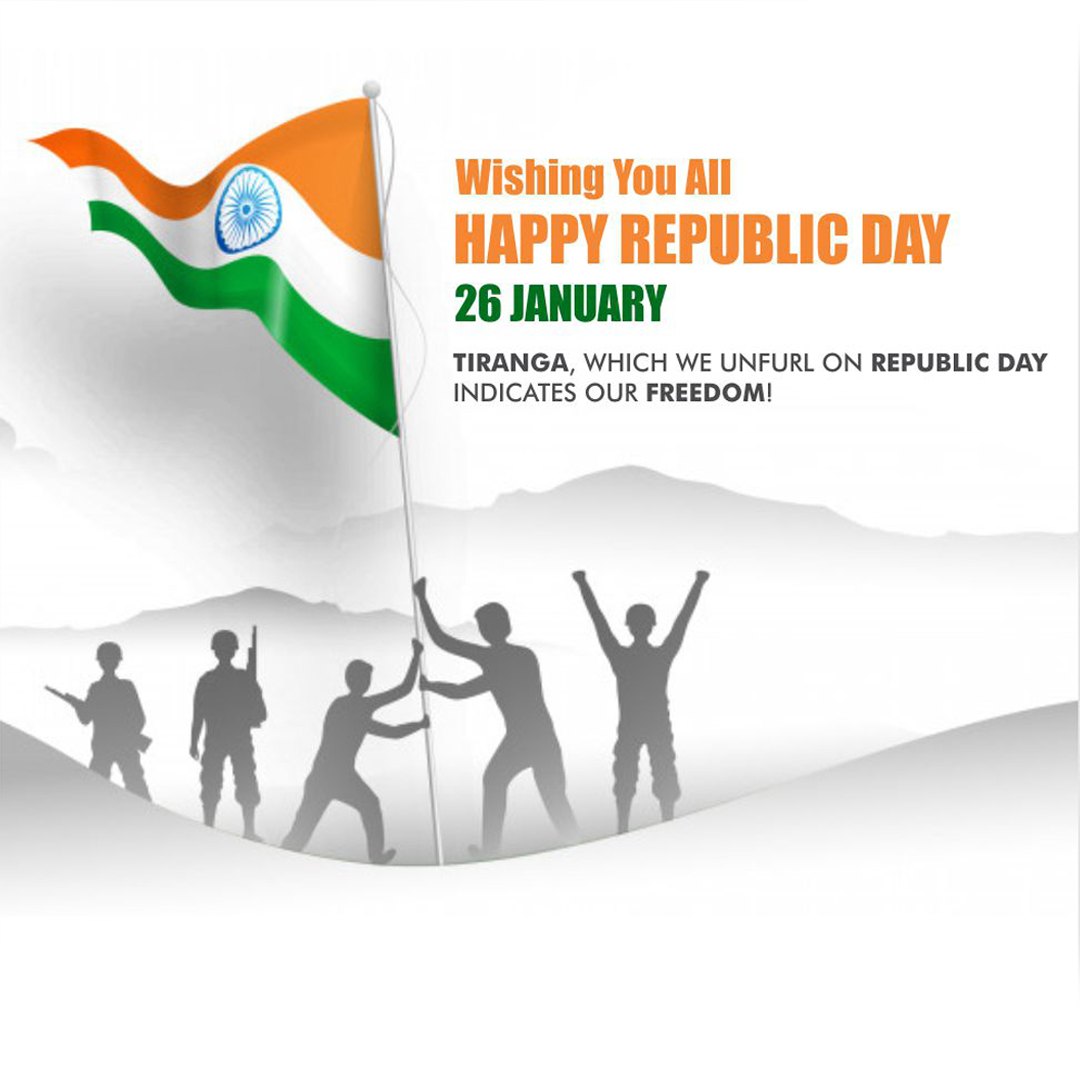 Wishing You All
HAPPY REPUBLIC DAY
26 JANUARY
TIRANGA, WHICH WE UNFURL ON REPUBLIC DAY
INDICATES OUR FREEDOM!